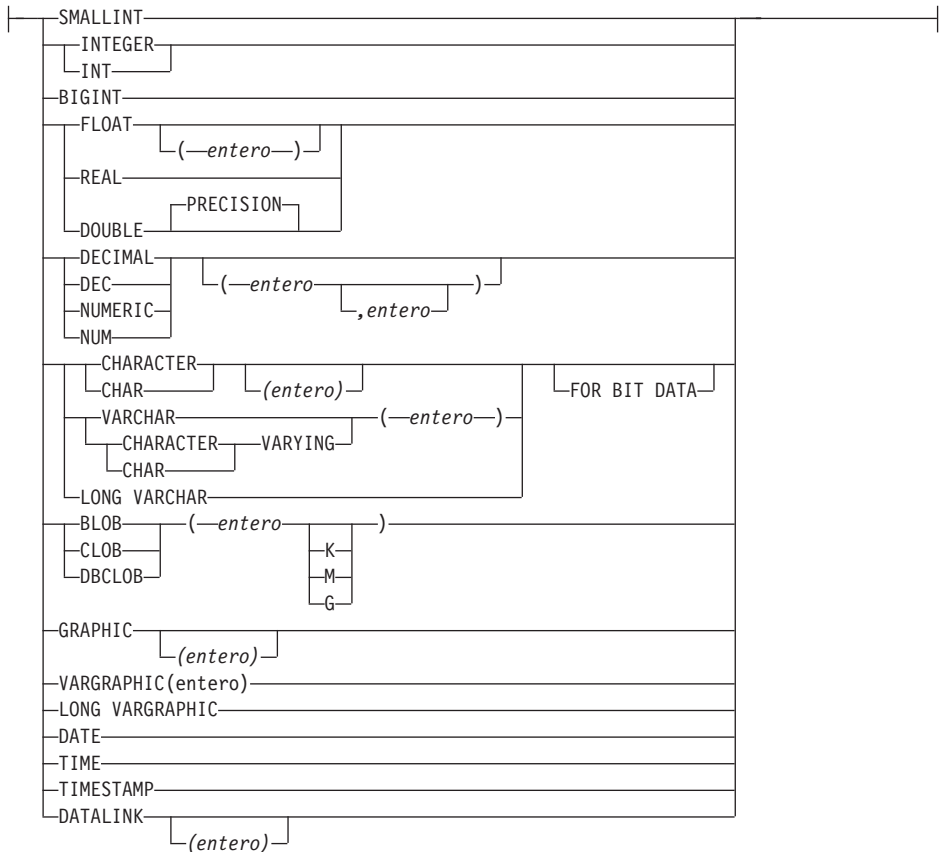 SMALLINT
INTEGER
INT
BIGINT
FLOAT
( entero )
REAL
PRECISION
DOUBLE
DECIMAL
DEC ( entero )
NUMERIC ,entero
NUM
CHARACTER
CHAR (entero) FOR BIT DATA
VARCHAR ( entero )
CHARACTER VARYING
CHAR
LONG VARCHAR
BLOB ( entero )
CLOB K
DBCLOB M
G
GRAPHIC
(entero)
VARGRAPHIC(entero)
LONG VARGRAPHIC
DATE
TIME
TIMESTAMP
DATALINK
(entero)